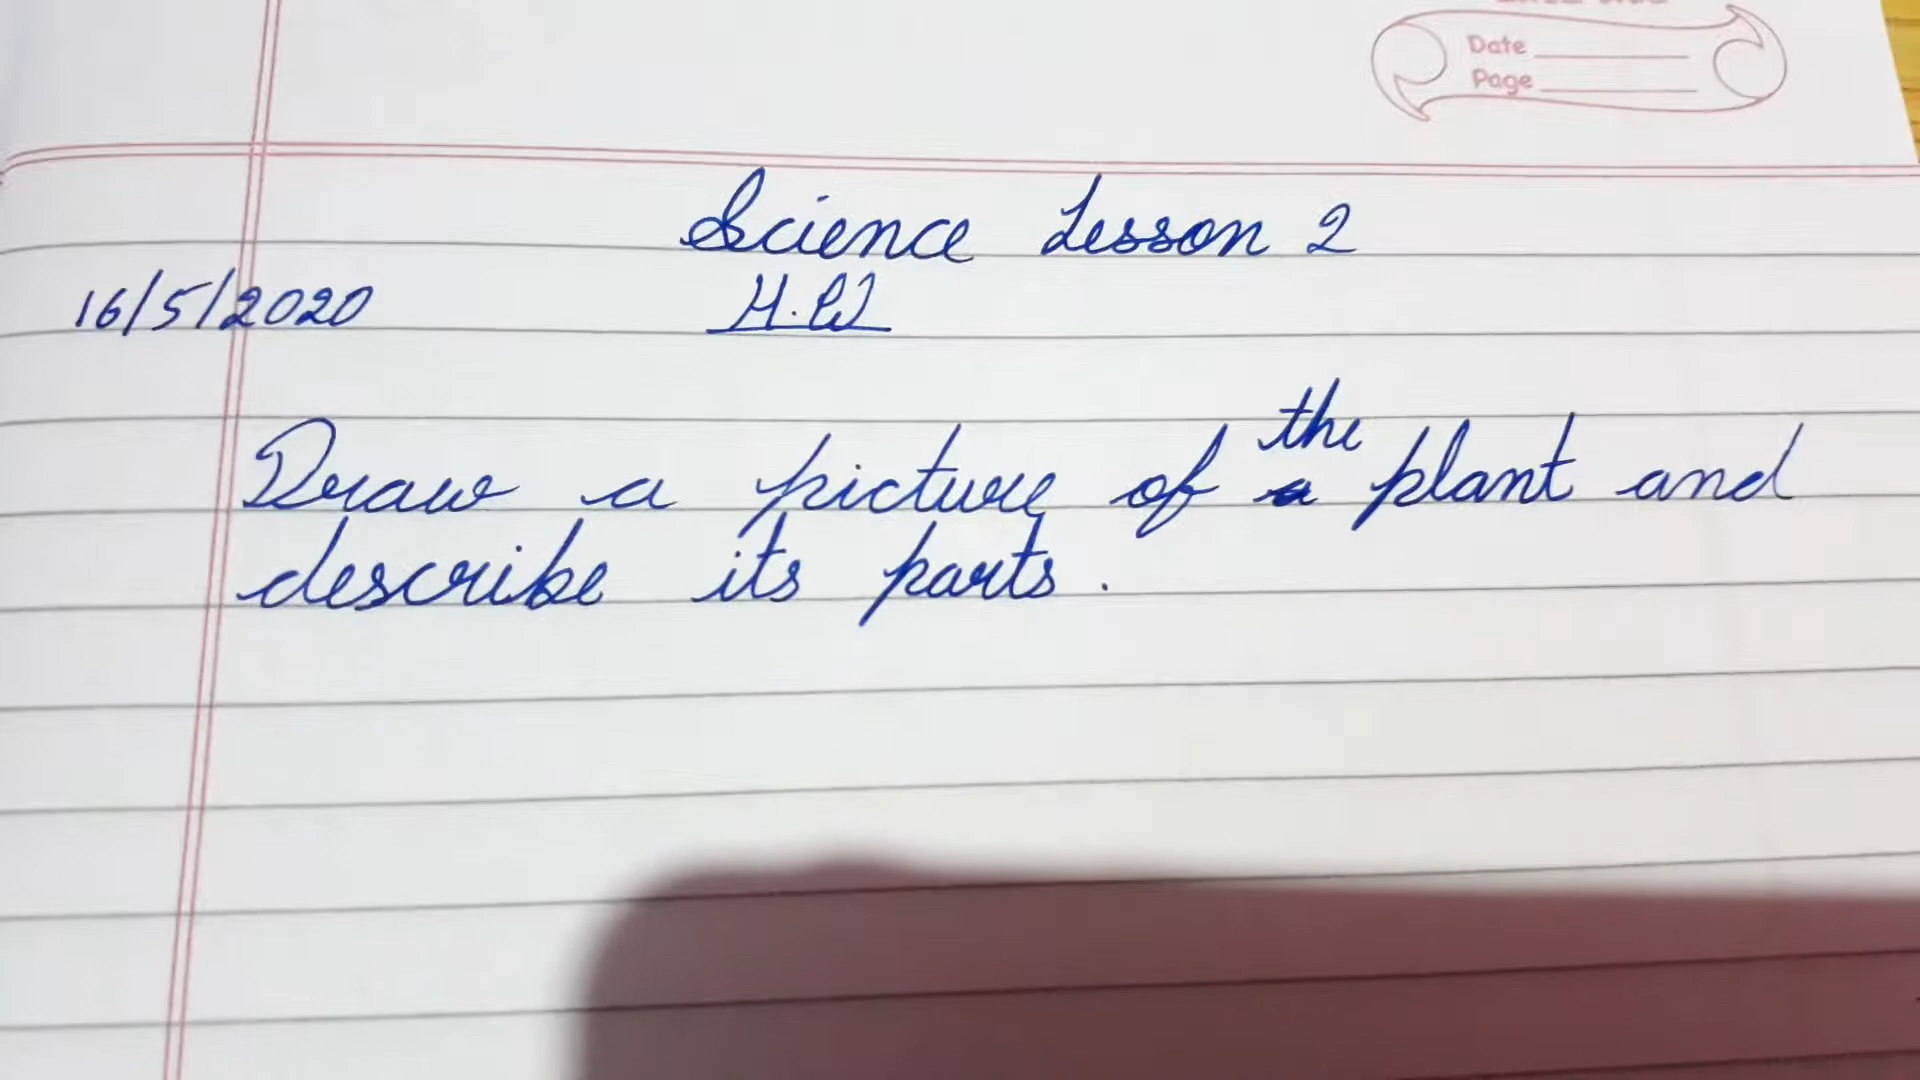 Date
Page
Science Lesson 2
16/5/2020 H.W
Draw a picture of the plant and
describe its parts.